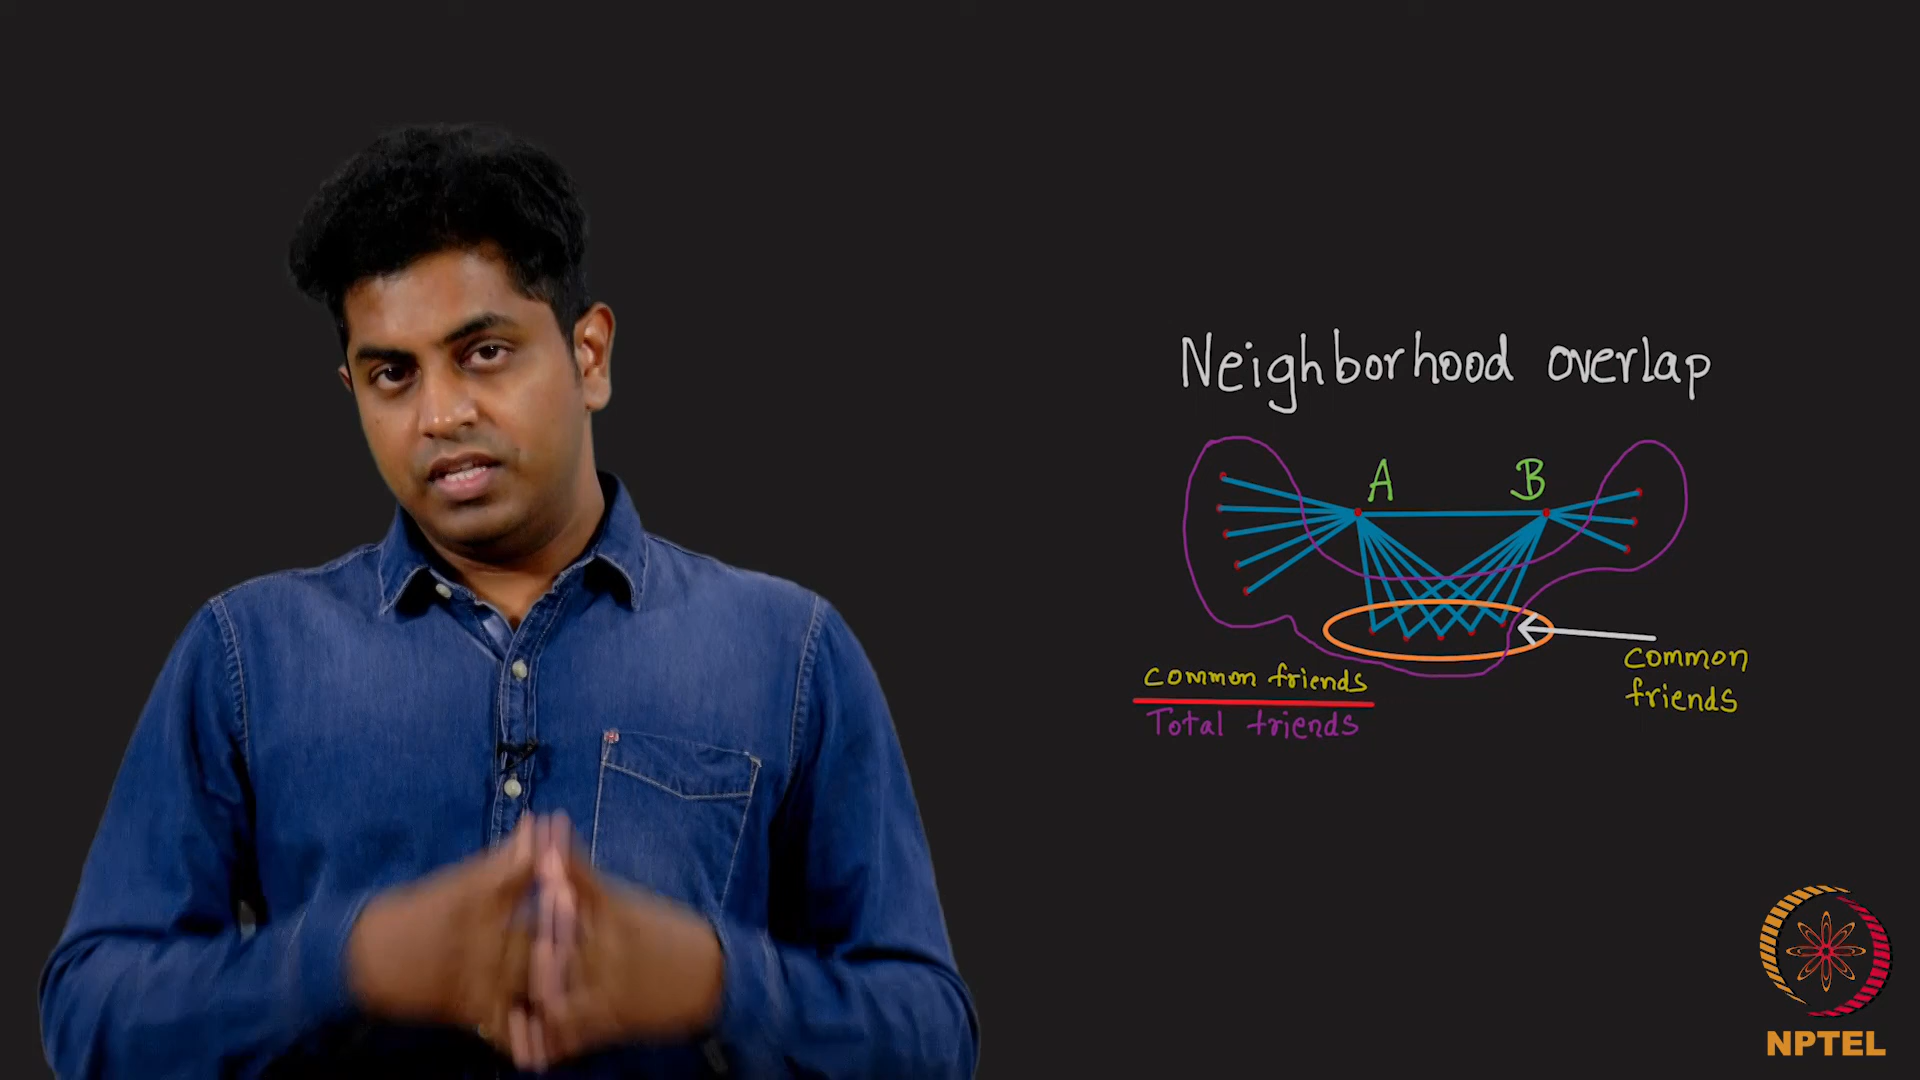 Neighborhood overlap
A B
common friends
Total friends
common
friends
NPTEL